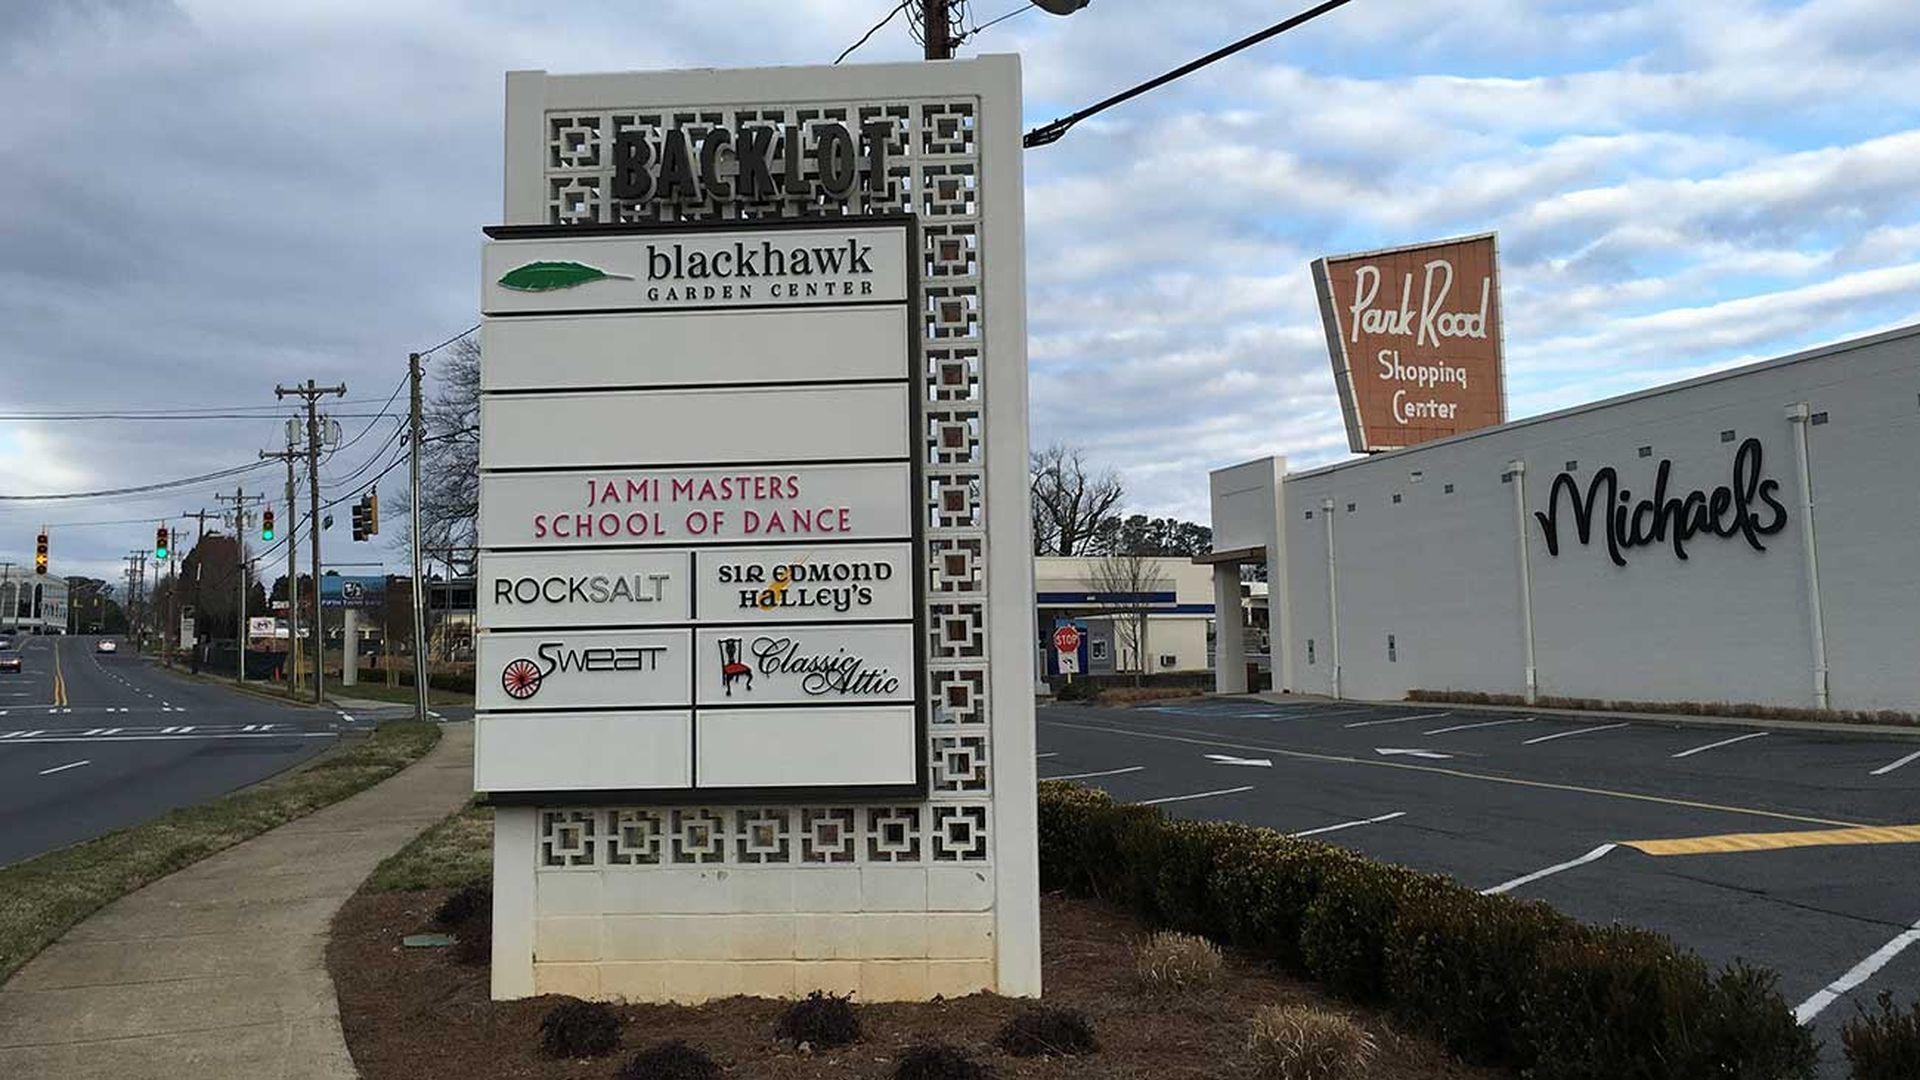 BACKLOT
blackhawk
GARDEN CENTER
JAMI MASTERS
SCHOOL OF DANCE
ROCKSALT
SIR EDMOND
HALLEY'S
SWEAT
Classic
Attic
Park Road
Shopping
Center
Michaels
STOP